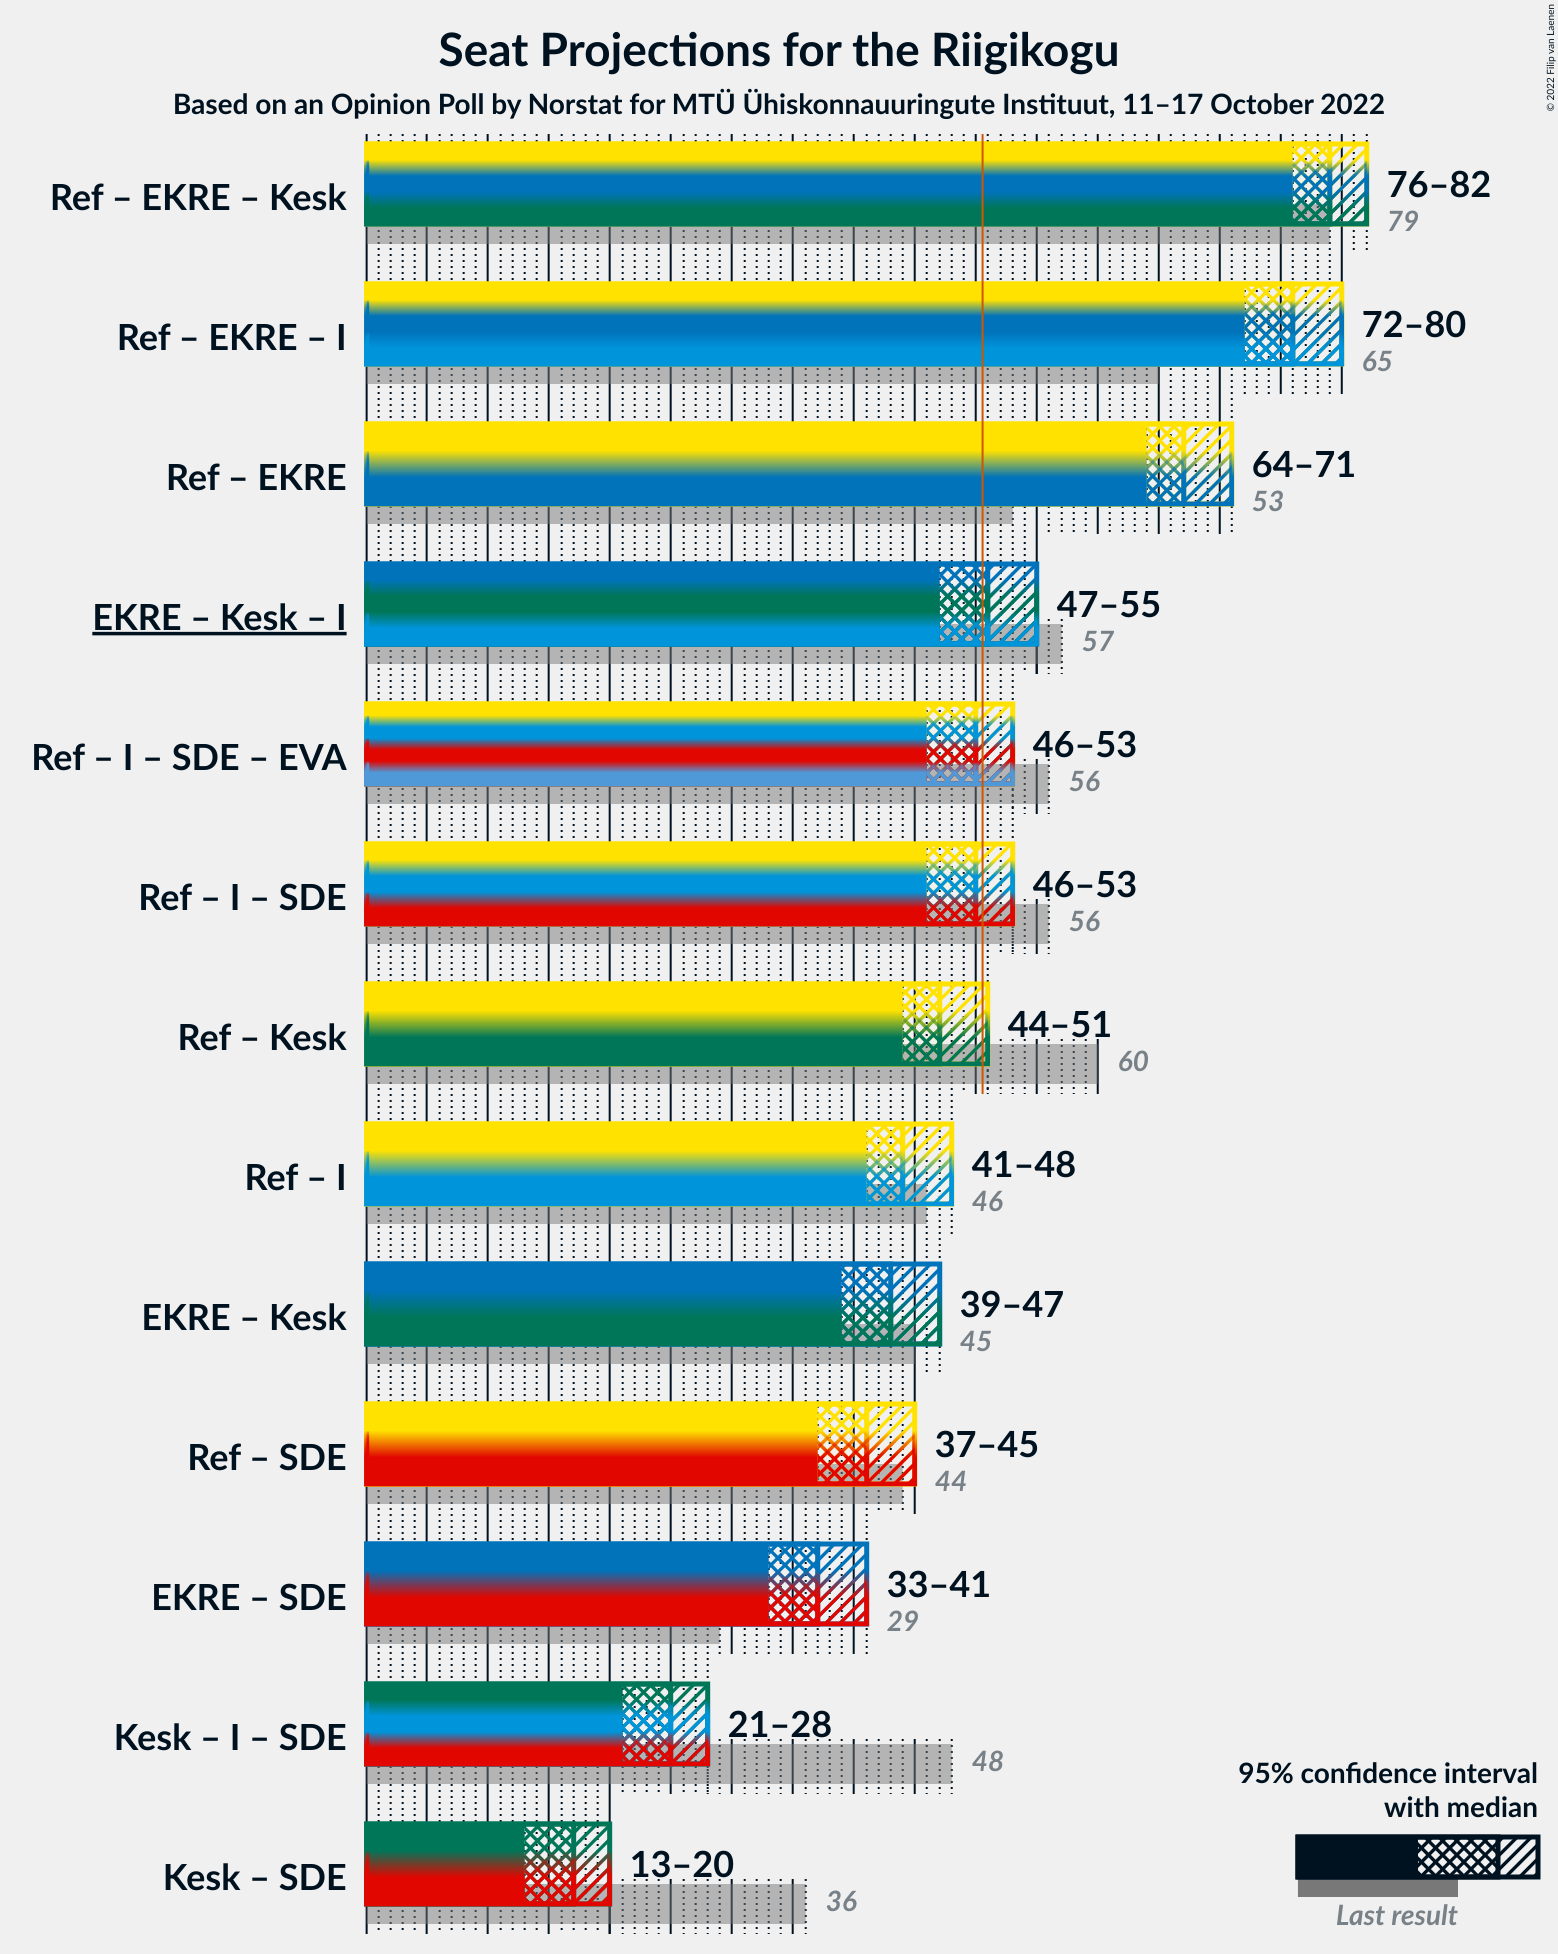 Seat Projections for the Riigikogu
Based on an Opinion Poll by Norstat for MTÜ Ühiskonnauuringute Instituut, 11–17 October 2022
© 2022 Filip van Laenen
Ref – EKRE – Kesk
76–82
79
Ref – EKRE – I
72–80
65
Ref – EKRE
64–71
53
EKRE – Kesk – I
47–55
57
Ref – I – SDE – EVA
46–53
56
Ref – I – SDE
46–53
56
Ref – Kesk
44–51
60
Ref – I
41–48
46
EKRE – Kesk
39–47
45
Ref – SDE
37–45
44
EKRE – SDE
33–41
29
Kesk – I – SDE
21–28
48
Kesk – SDE
13–20
36
95% confidence interval
with median
Last result